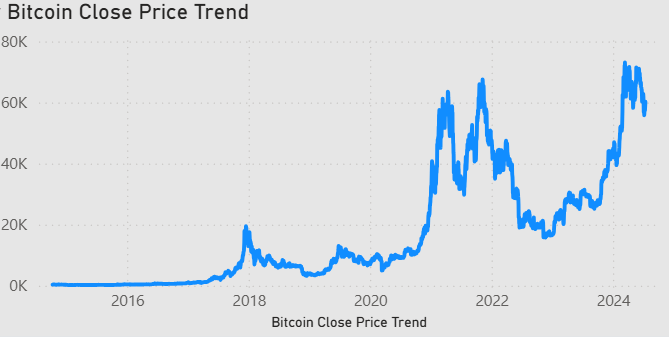 Bitcoin Close Price Trend
80K
60K
40K
20K
0K
2016 2018 2020 2022 2024
Bitcoin Close Price Trend